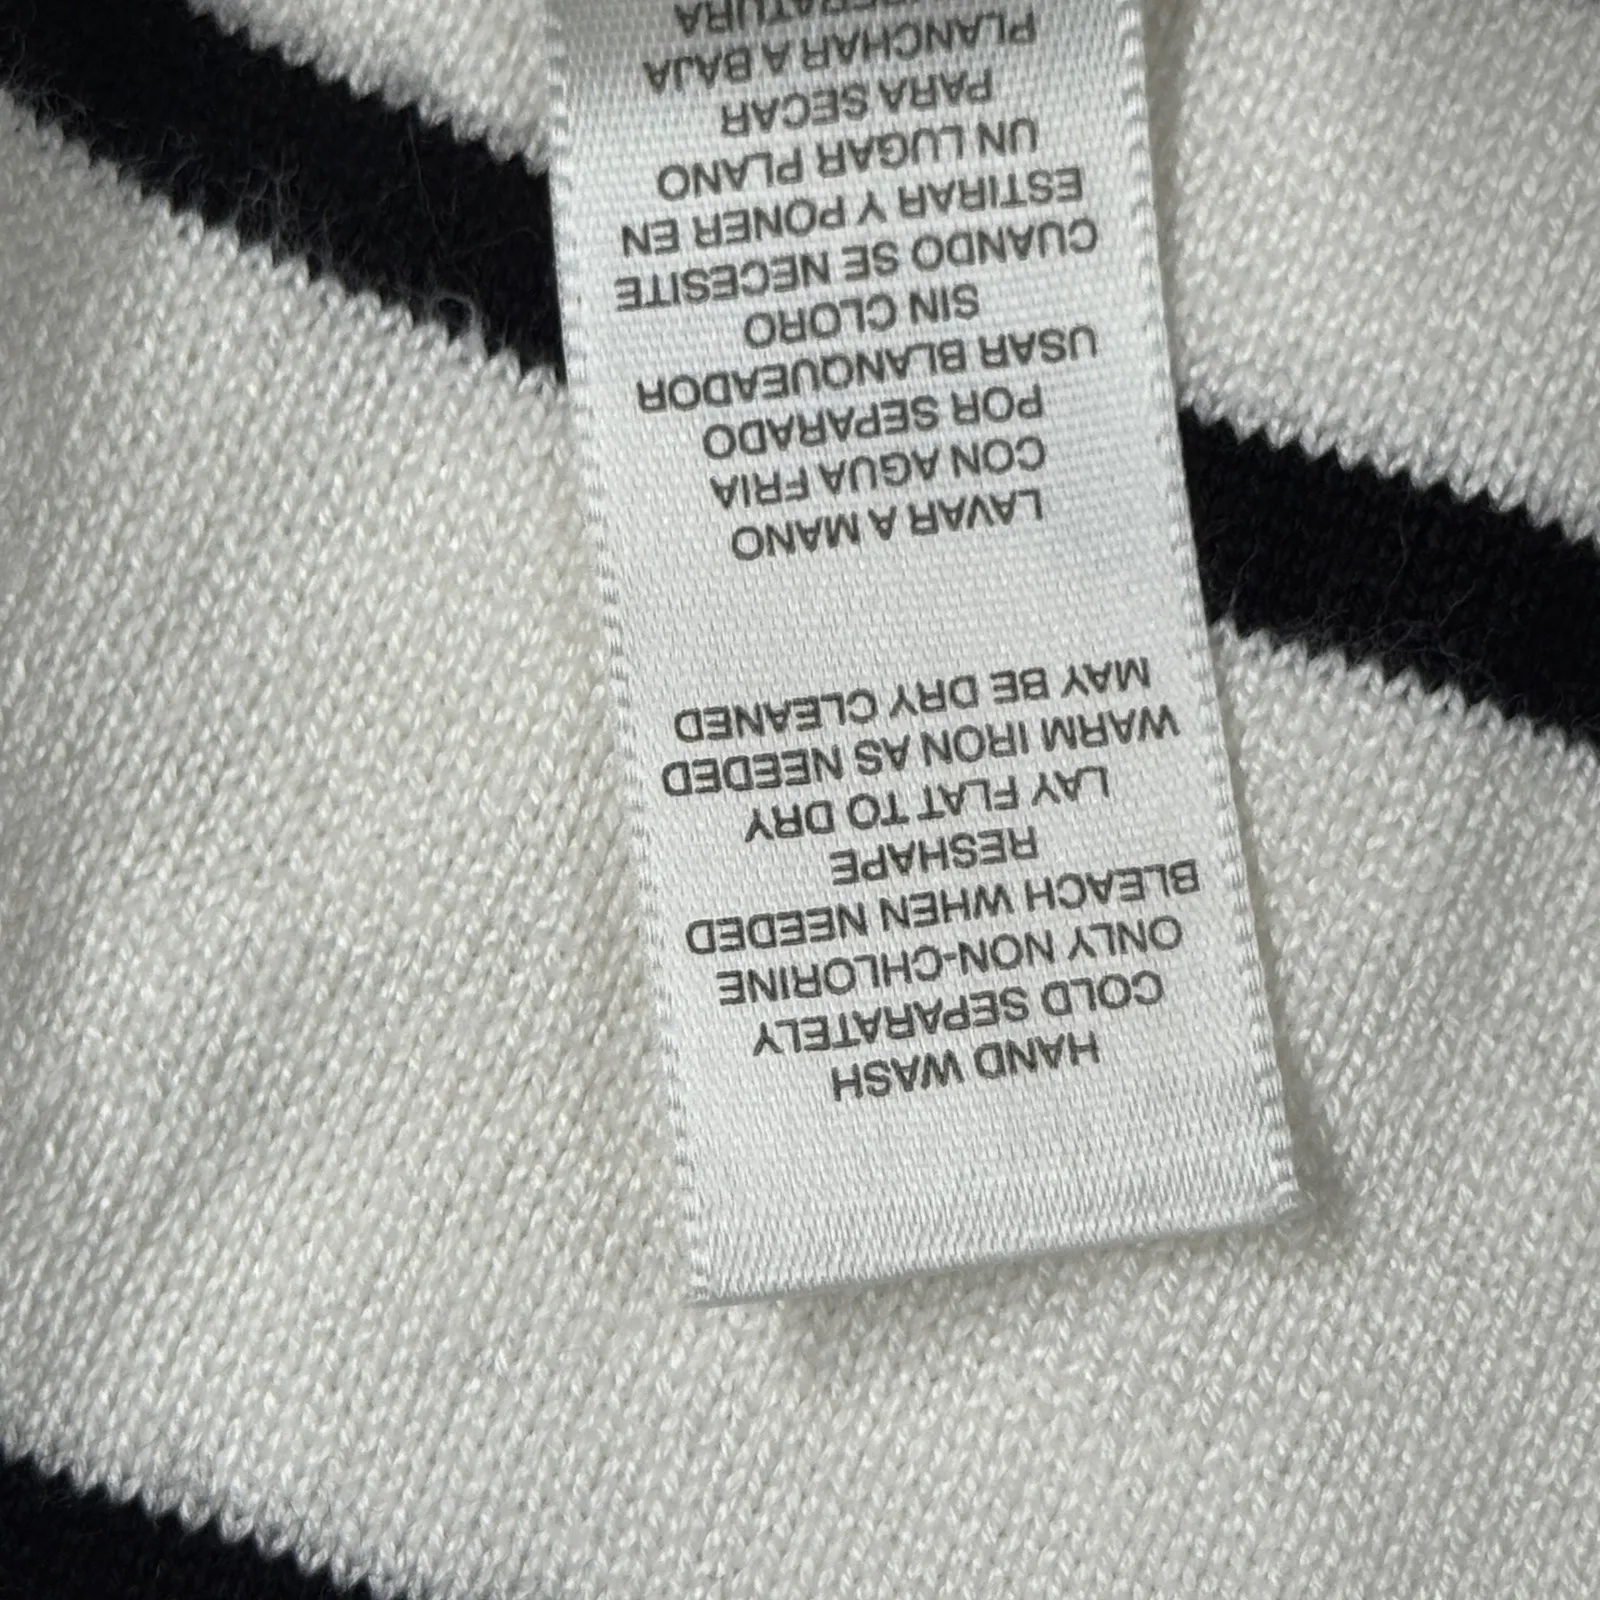 HAND WASH
COLD SEPARATELY
ONLY NON-CHLORINE
BLEACH WHEN NEEDED
RESHAPE
LAY FLAT TO DRY
WARM IRON AS NEEDED
MAY BE DRY CLEANED
LAVAR A MANO
CON AGUA FRIA
POR SEPARADO
USAR BLANQUEADOR
SIN CLORO
CUANDO SE NECESITE
ESTIRAR Y PONER EN
UN LUGAR PLANO
PARA SECAR
PLANCHAR A BAJA